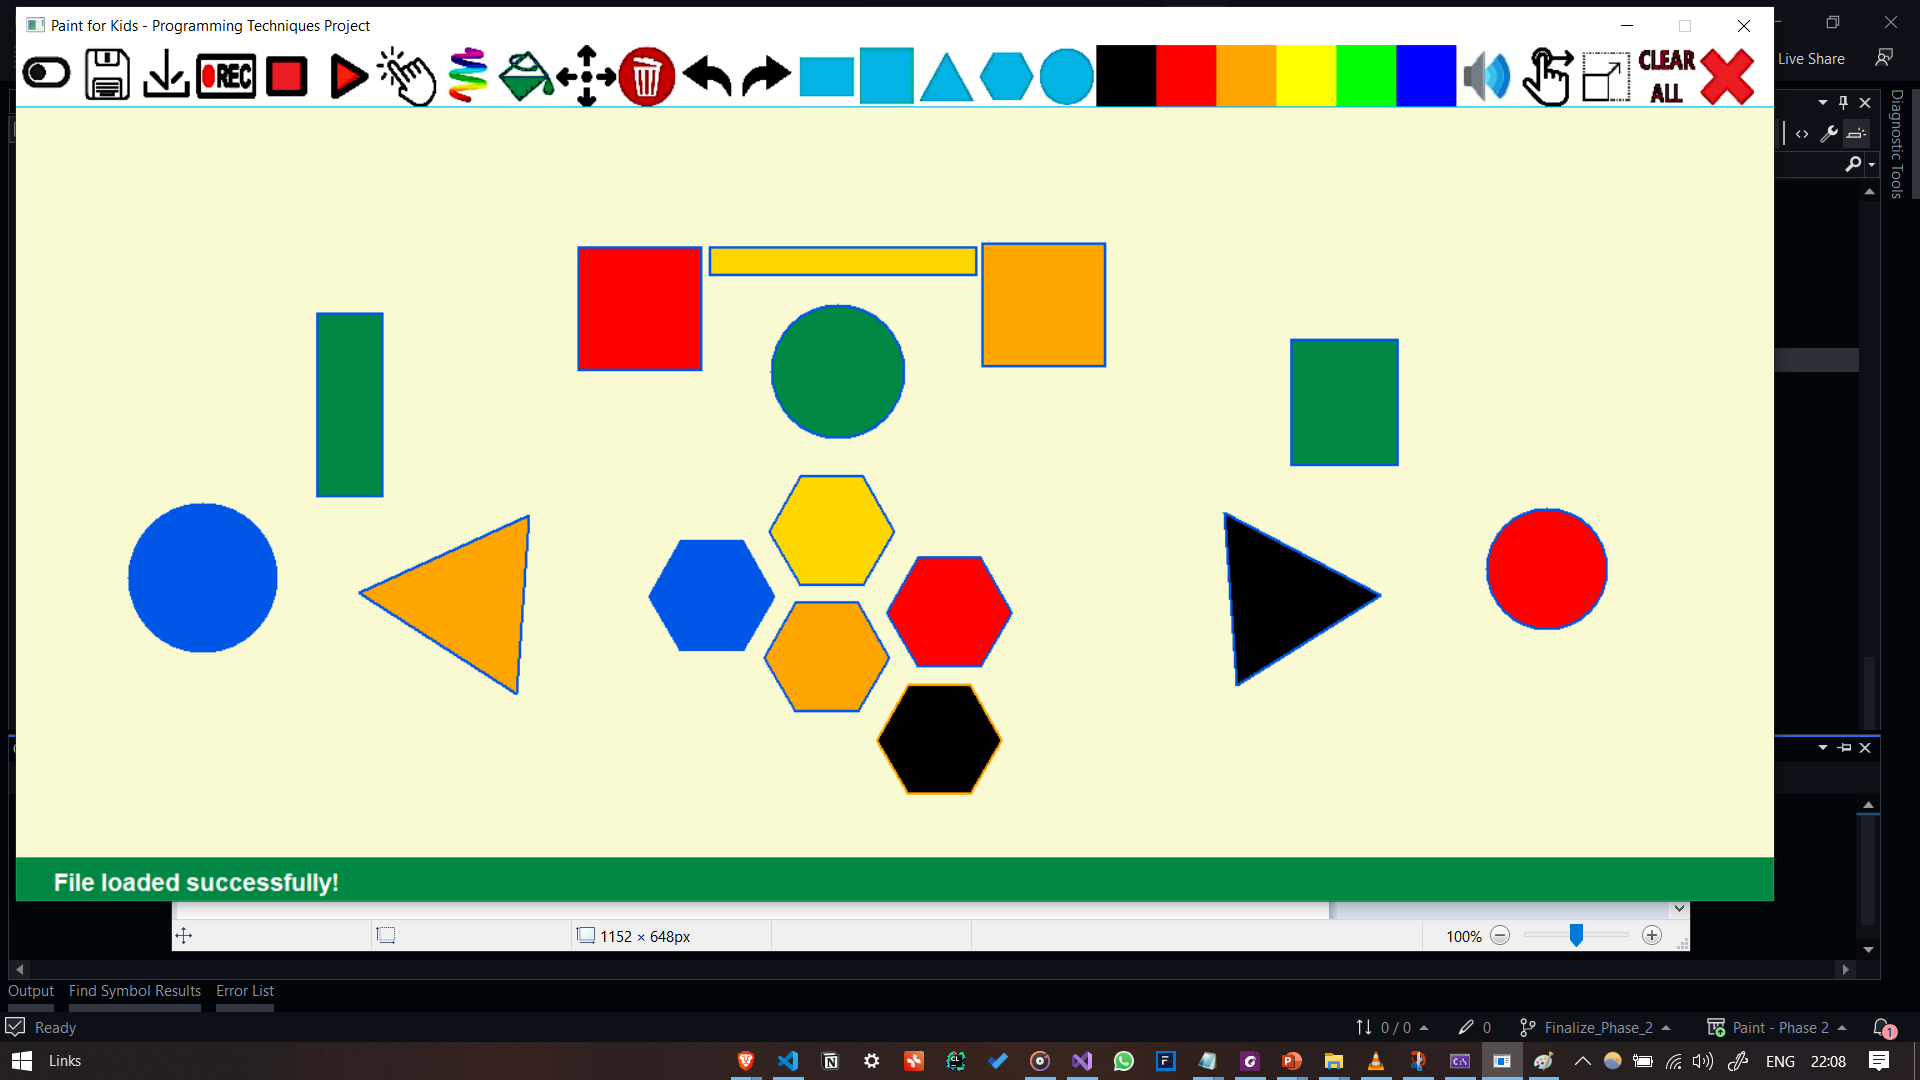 Paint for Kids - Programming Techniques Project
REC
CLEAR
ALL
Live Share
Diagnostic Tools
File loaded successfully!
1152 × 648px
100%
Output Find Symbol Results Error List
Ready
0 / 0
0
Finalize_Phase_2
Paint - Phase 2
1
Links
ENG
22:08